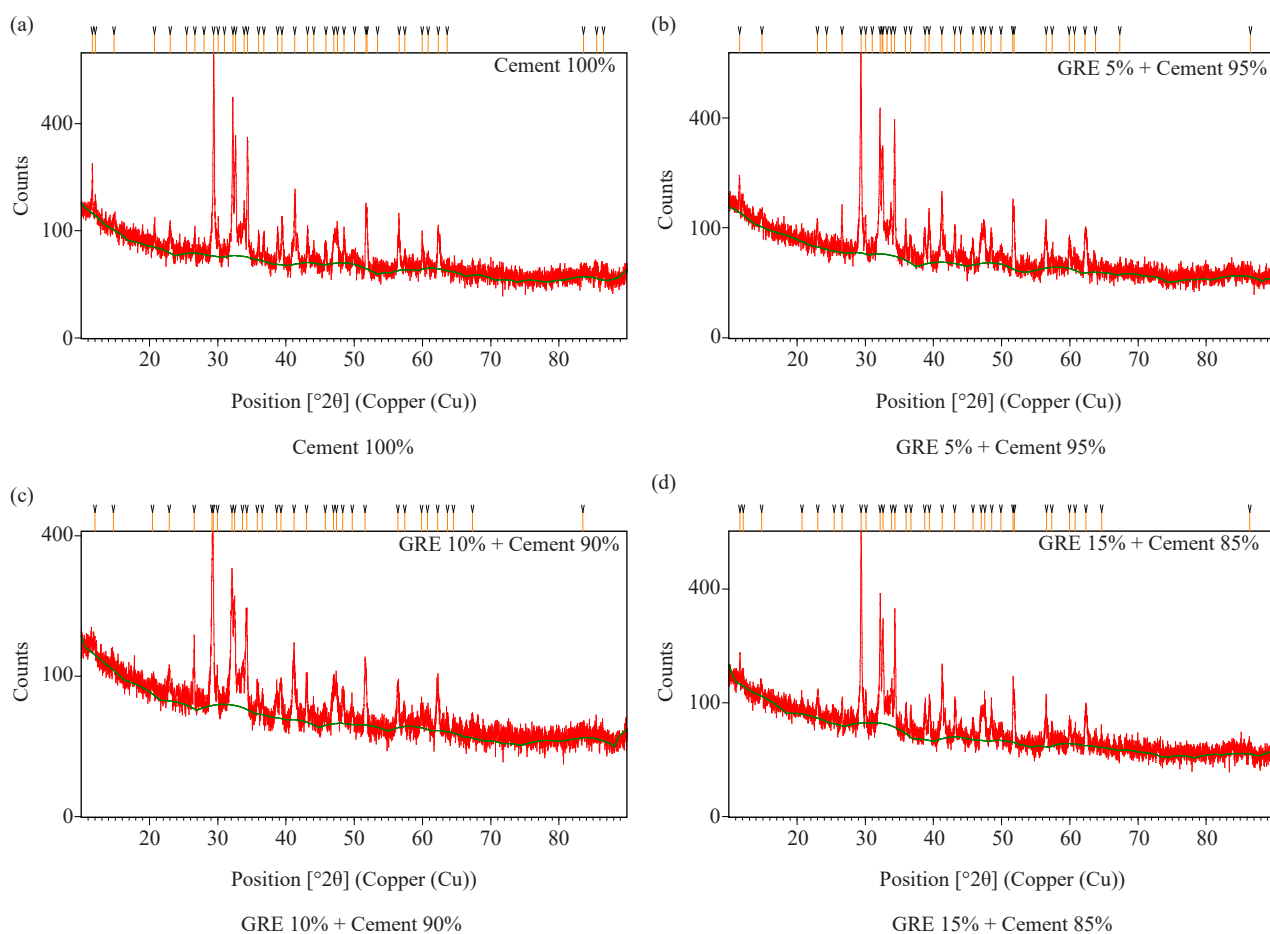 (a)
Cement 100%
Counts
400
100
0
20 30 40 50 60 70 80
Position [°2θ] (Copper (Cu))
Cement 100%
(b)
GRE 5% + Cement 95%
Counts
400
100
0
20 30 40 50 60 70 80
Position [°2θ] (Copper (Cu))
GRE 5% + Cement 95%
(c)
GRE 10% + Cement 90%
Counts
400
100
0
20 30 40 50 60 70 80
Position [°2θ] (Copper (Cu))
GRE 10% + Cement 90%
(d)
GRE 15% + Cement 85%
Counts
400
100
0
20 30 40 50 60 70 80
Position [°2θ] (Copper (Cu))
GRE 15% + Cement 85%